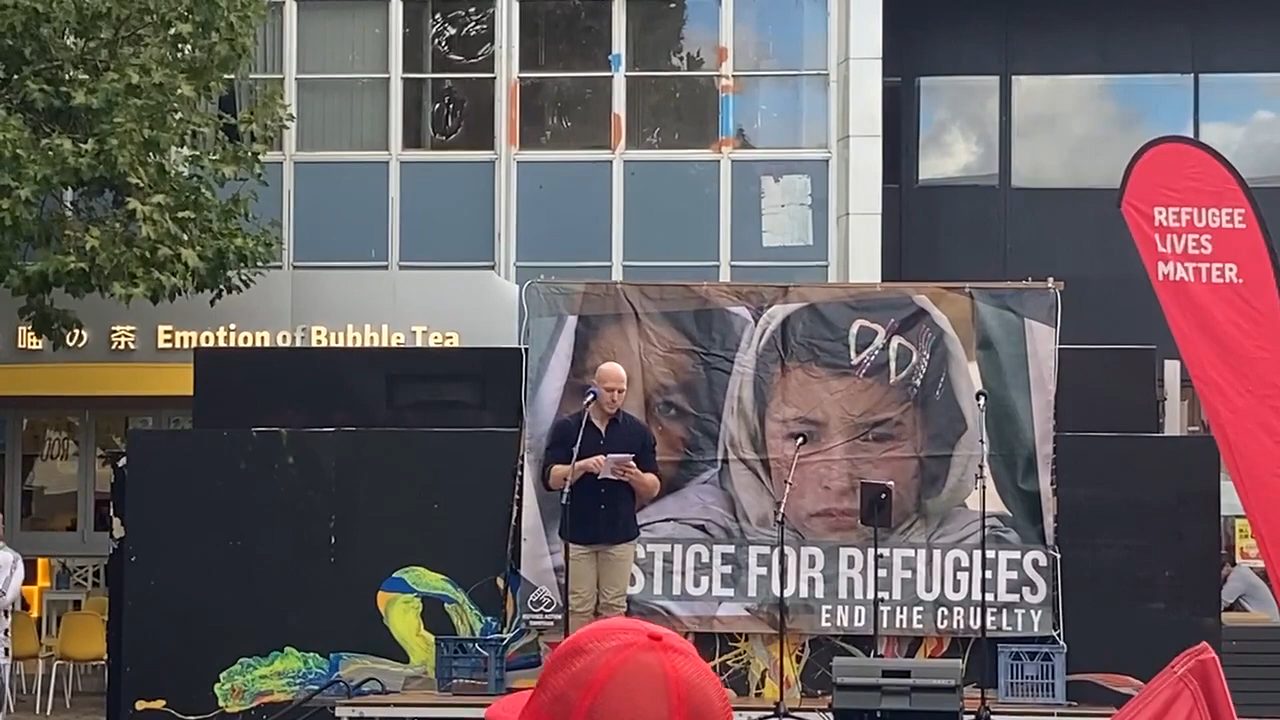 喵の茶 Emotion of Bubble Tea
REFUGEE
LIVES
MATTER.
STICE FOR REFUGEES
END THE CRUELTY